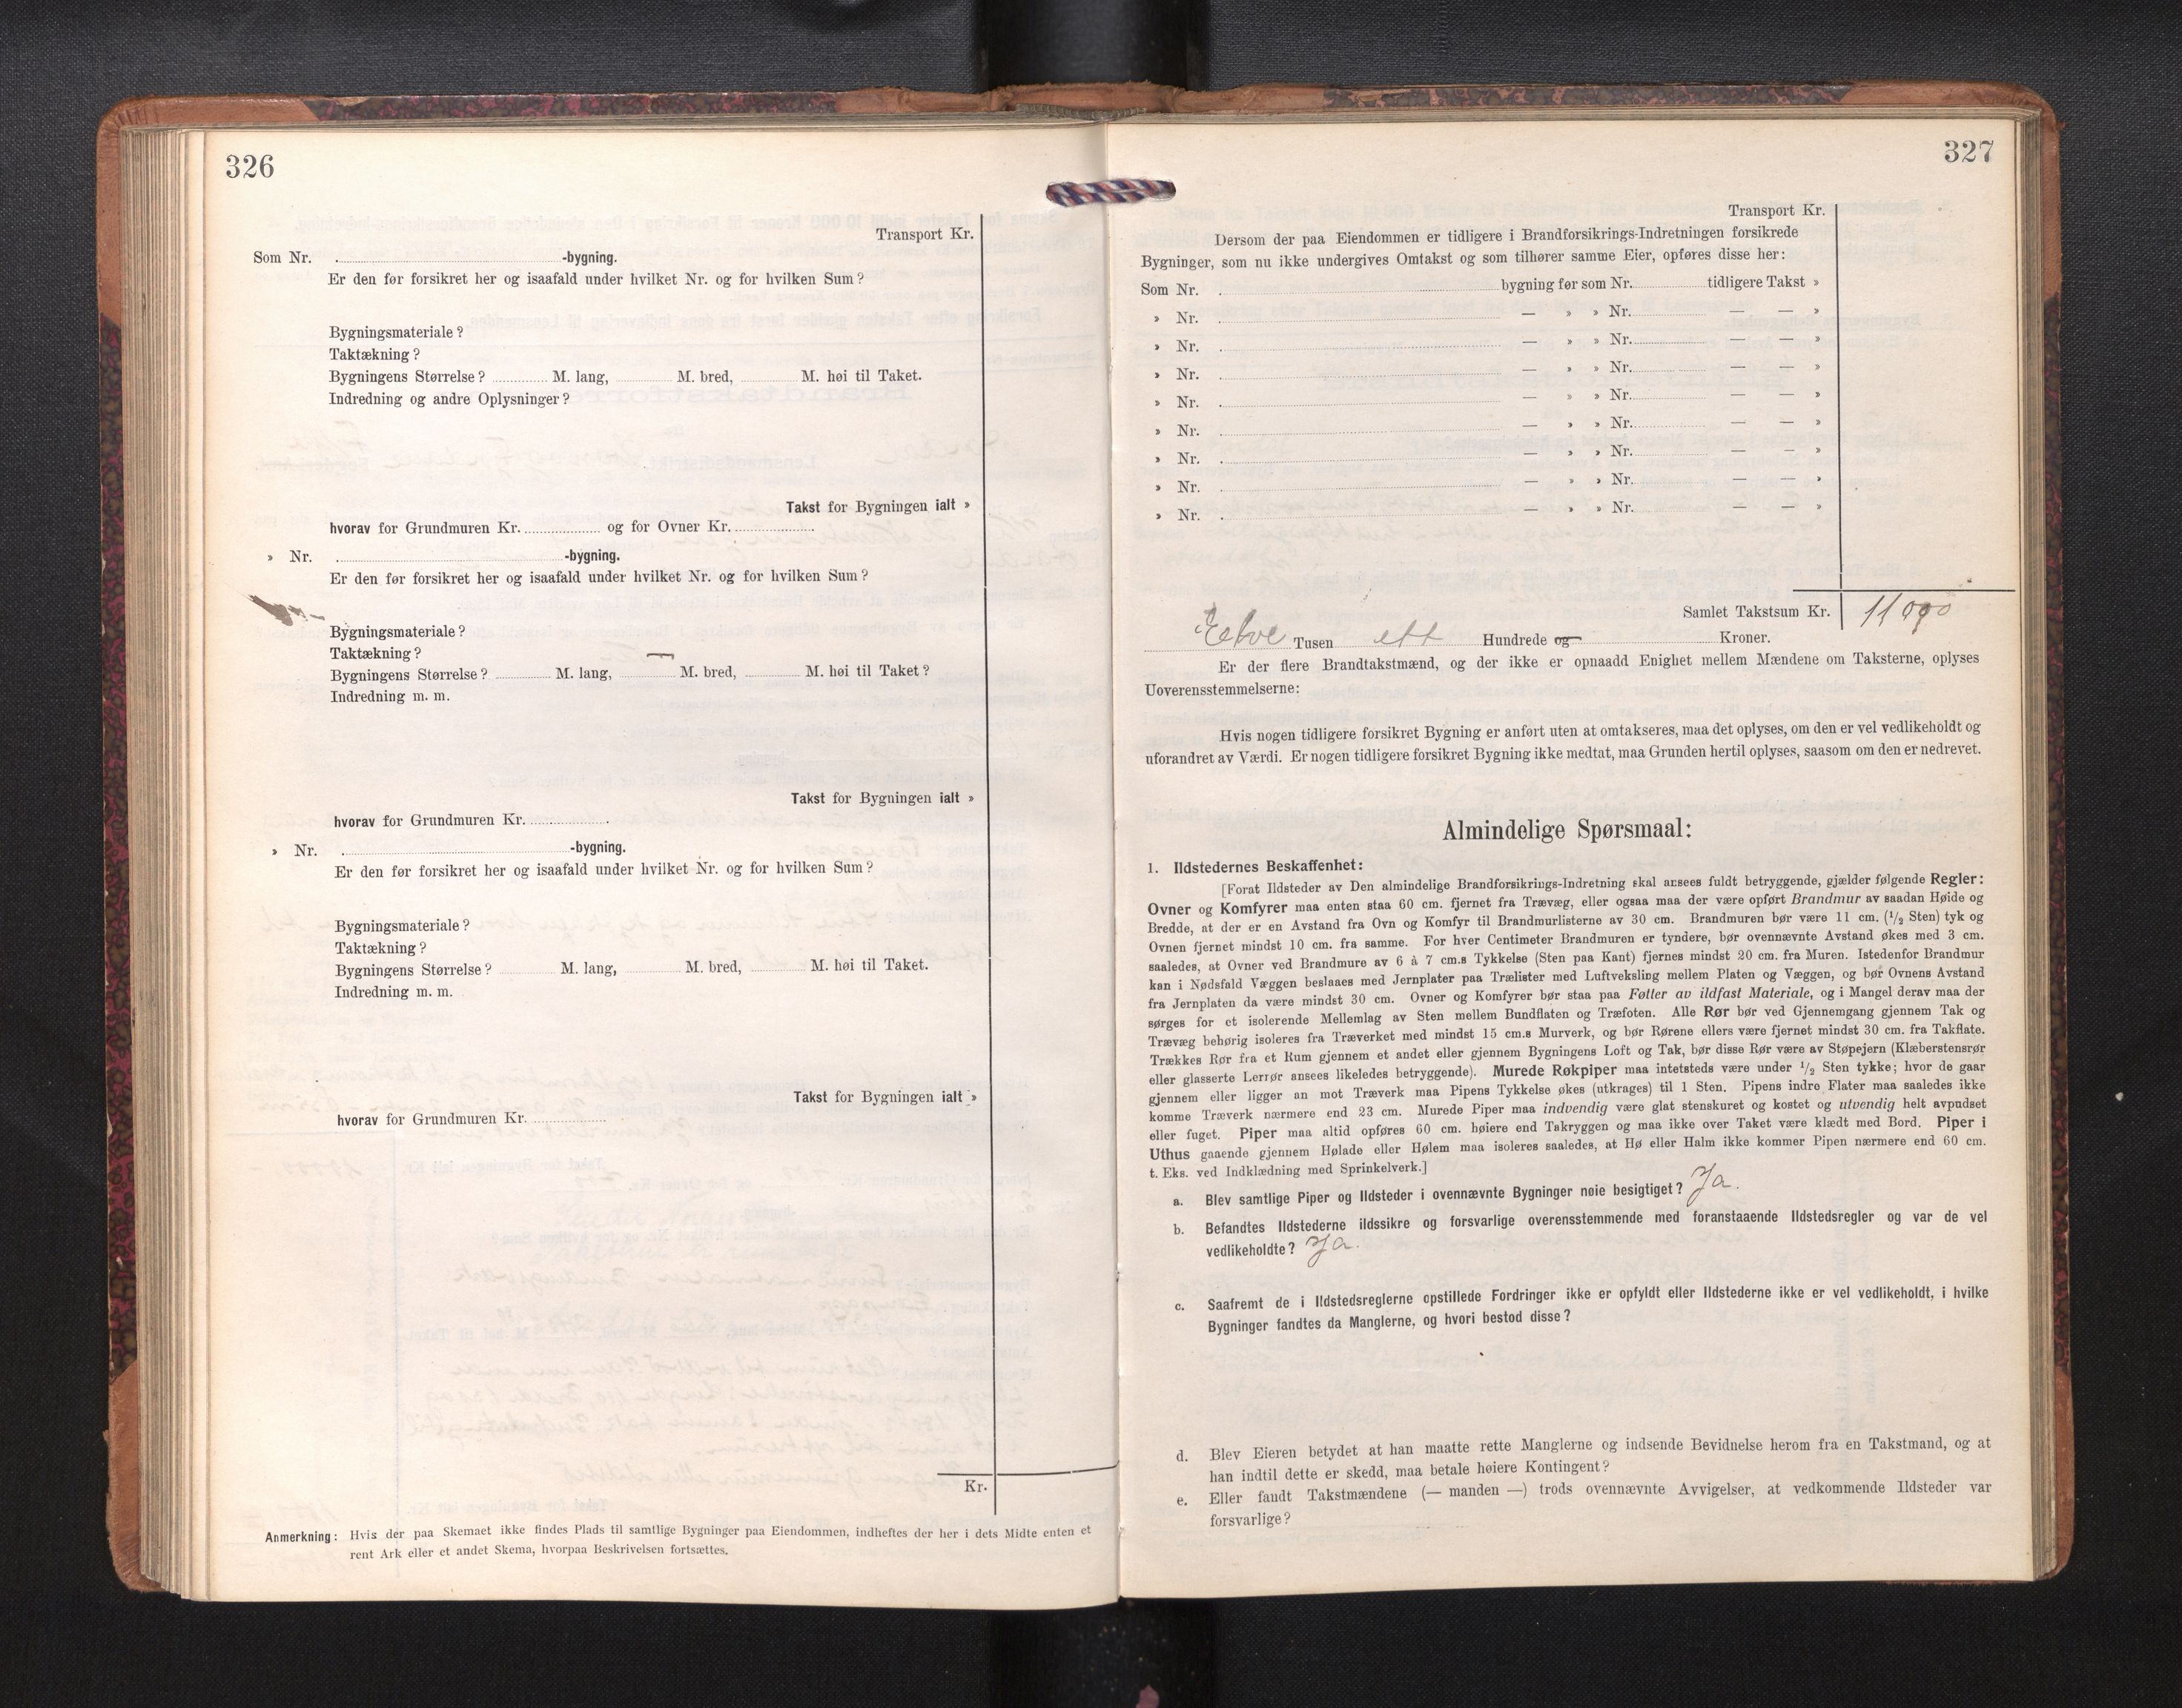 326
Transport Kr.
Som Nr. -bygning.
Er den før forsikret her og isaafald under hvilket Nr. og for hvilken Sum?
Bygningsmateriale?
Taktækning?
Bygningens Størrelse? M. lang, M. bred, M. høi til Taket.
Indredning og andre Oplysninger?
Takst for Bygningen ialt »
hvorav for Grundmuren Kr. og for Ovner Kr.
» Nr. -bygning.
Er den før forsikret her og isaafald under hvilket Nr. og for hvilken Sum?
Bygningsmateriale?
Taktækning?
Bygningens Størrelse? M. lang, M. bred, M. høi til Taket?
Indredning m. m.
Takst for Bygningen ialt »
hvorav for Grundmuren Kr.
» Nr. -bygning.
Er den før forsikret her og isaafald under hvilket Nr. og for hvilken Sum?
Bygningsmateriale?
Taktækning?
Bygningens Størrelse? M. lang, M. bred, M. høi til Taket.
Indredning m. m.
Takst for Bygningen ialt »
hvorav for Grundmuren Kr.
Kr.
Anmerkning: Hvis der paa Skemaet ikke findes Plads til samtlige Bygninger paa Eiendommen, indheftes der her i dets Midte enten et
rent Ark eller et andet Skema, hvorpaa Beskrivelsen fortsættes.
327
Transport Kr.
Dersom der paa Eiendommen er tidligere i Brandforsikrings-Indretningen forsikrede
Bygninger, som nu ikke undergives Omtakst og som tilhører samme Eier, opføres disse her:
Som Nr. bygning før som Nr. tidligere Takst »
» Nr. — » » Nr. — — »
» Nr. — » » Nr. — — »
» Nr. — » » Nr. — — »
» Nr. — » » Nr. — — »
» Nr. — » » Nr. — — »
» Nr. — » » Nr. — — »
» Nr. — » » Nr. — — »
» Nr. — » » Nr. — — »
Samlet Takstsum Kr.
Tusen ett Hundrede og Kroner.
Er der flere Brandtakstmænd, og der ikke er opnaadd Enighet mellem Mændene om Taksterne, oplyses
Uoverensstemmelserne:
Hvis nogen tidligere forsikret Bygning er anført uten at omtakseres, maa det oplyses, om den er vel vedlikeholdt og
uforandret av Værdi. Er nogen tidligere forsikret Bygning ikke medtat, maa Grunden hertil oplyses, saasom om den er nedrevet.
Almindelige Spørsmaal:
1. Ildstedernes Beskaffenhet:
[Forat Ildsteder av Den almindelige Brandforsikrings-Indretning skal ansees fuldt betryggende, gjælder følgende Regler:
Ovner og Komfyrer maa enten staa 60 cm. fjernet fra Trævæg, eller ogsaa maa der være opført Brandmur av saadan Høide og
Bredde, at der er en Avstand fra Ovn og Komfyr til Brandmurlisterne av 30 cm. Brandmuren bør være 11 cm. (1/2 Sten) tyk og
Ovnen fjernet mindst 10 cm. fra samme. For hver Centimeter Brandmuren er tyndere, bør ovennævnte Avstand økes med 3 cm.
saaledes, at Ovner ved Brandmure av 6 à 7 cm.s Tykkelse (Sten paa Kant) fjernes mindst 20 cm. fra Muren. Istedenfor Brandmur
kan i Nødsfald Væggen beslaaes med Jernplater paa Trælister med Luftveksling mellem Platen og Væggen, og bør Ovnens Avstand
fra Jernplaten da være mindst 30 cm. Ovner og Komfyrer bør staa paa Føtter av ildfast Materiale, og i Mangel derav maa der
sørges for et isolerende Mellemlag av Sten mellem Bundflaten og Træfoten. Alle Rør bør ved Gjennemgang gjennem Tak og
Trævæg behørig isoleres fra Træverket med mindst 15 cm.s Murverk, og bør Rørene ellers være fjernet mindst 30 cm. fra Takflate.
Trækkes Rør fra et Rum gjennem et andet eller gjennem Bygningens Loft og Tak, bør disse Rør være av Støpejern (Klæberstensrør
eller glasserte Lerrør ansees likeledes betryggende). Murede Røkpiper maa intetsteds være under 1/2 Sten tykke; hvor de gaar
gjennem eller ligger an mot Træverk maa Pipens Tykkelse økes (utkrages) til 1 Sten. Pipens indre Flater maa saaledes ikke
komme Træverk nærmere end 23 cm. Murede Piper maa indvendig være glat stenskuret og kostet og utvendig helt avpudset
eller fuget. Piper maa altid opføres 60 cm. høiere end Takryggen og maa ikke over Taket være klædt med Bord. Piper i
Uthus gaaende gjennem Hølade eller Hølem maa isoleres saaledes, at Hø eller Halm ikke kommer Pipen nærmere end 60 cm.
t. Eks. ved Indklædning med Sprinkelverk.]
a. Blev samtlige Piper og Ildsteder i ovennævnte Bygninger nøie besigtiget? Ja.
b. Befandtes Ildstederne ildssikre og forsvarlige overensstemmende med foranstaaende Ildstedsregler og var de vel
vedlikeholdte? Ja.
c. Saafremt de i Ildstedsreglerne opstillede Fordringer ikke er opfyldt eller Ildstederne ikke er vel vedlikeholdt, i hvilke
Bygninger fandtes da Manglerne, og hvori bestod disse?
d. Blev Eieren betydet at han maatte rette Manglerne og indsende Bevidnelse herom fra en Takstmand, og at
han indtil dette er skedd, maa betale høiere Kontingent?
e. Eller fandt Takstmændene (— manden —) trods ovennævnte Avvigelser, at vedkommende Ildsteder var
forsvarlige?